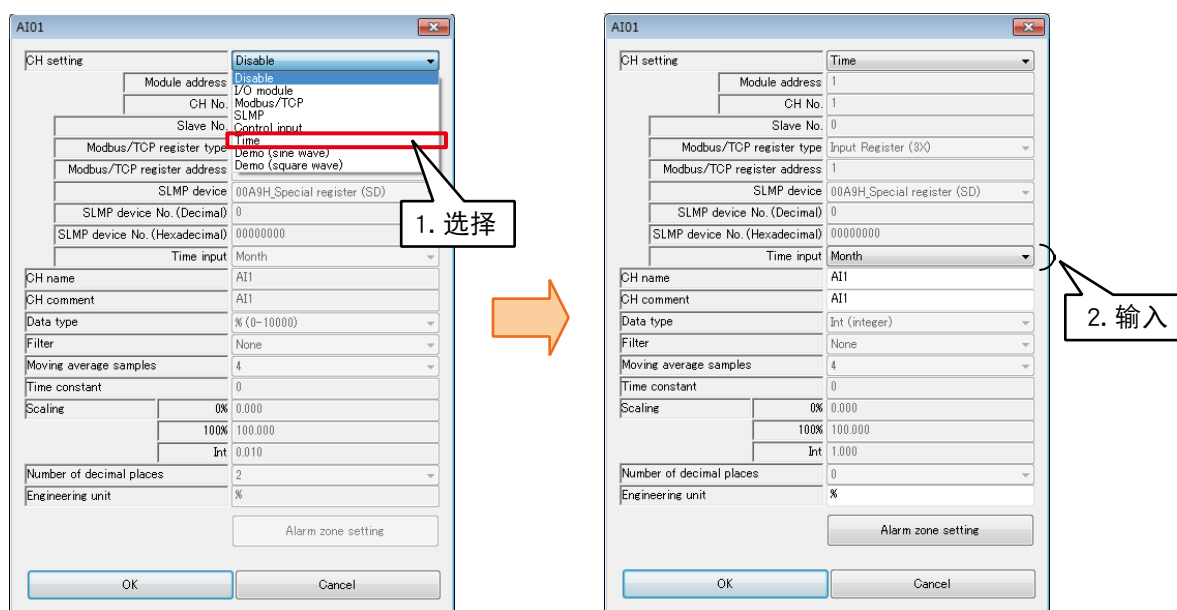 AI01
CH setting Disable
Disable
Module address
I/O module
CH No. Modbus/TCP
SLMP
Slave No. Control input
Time
Modbus/TCP register type Demo (sine wave)
Modbus/TCP register address Demo (square wave)
SLMP device 00A9H_Special register (SD)
SLMP device No. (Decimal) 0
SLMP device No. (Hexadecimal) 00000000
Time input Month
CH name AI1
CH comment AI1
Data type % (0-10000)
Filter None
Moving average samples 4
Time constant 0
Scaling 0% 0.000
100% 100.000
Int 0.010
Number of decimal places 2
Engineering unit %
Alarm zone setting
OK Cancel
1. 选择
AI01
CH setting Time
Module address 1
CH No. 1
Slave No. 0
Modbus/TCP register type Input Register (3X)
Modbus/TCP register address 1
SLMP device 00A9H_Special register (SD)
SLMP device No. (Decimal) 0
SLMP device No. (Hexadecimal) 00000000
Time input Month
CH name AI1
CH comment AI1
Data type Int (integer)
Filter None
Moving average samples 4
Time constant 0
Scaling 0% 0.000
100% 100.000
Int 1.000
Number of decimal places 0
Engineering unit %
Alarm zone setting
OK Cancel
2. 输入